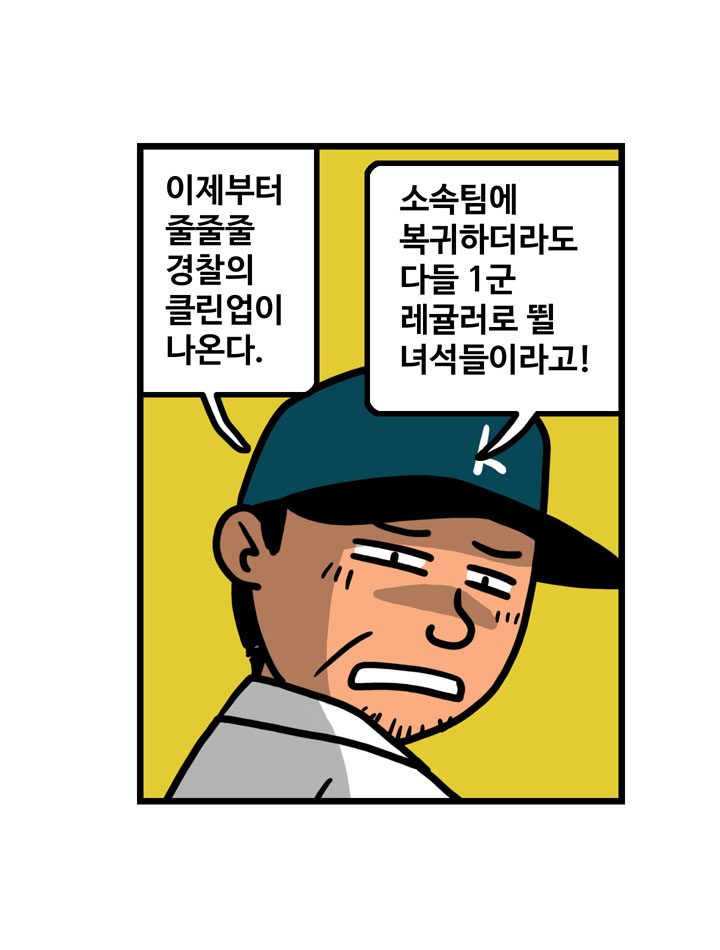 이제부터
줄줄줄
경찰의
클린업이
나온다.
소속팀에
복귀하더라도
다들 1군
레귤러로 뛸
녀석들이라고!
K